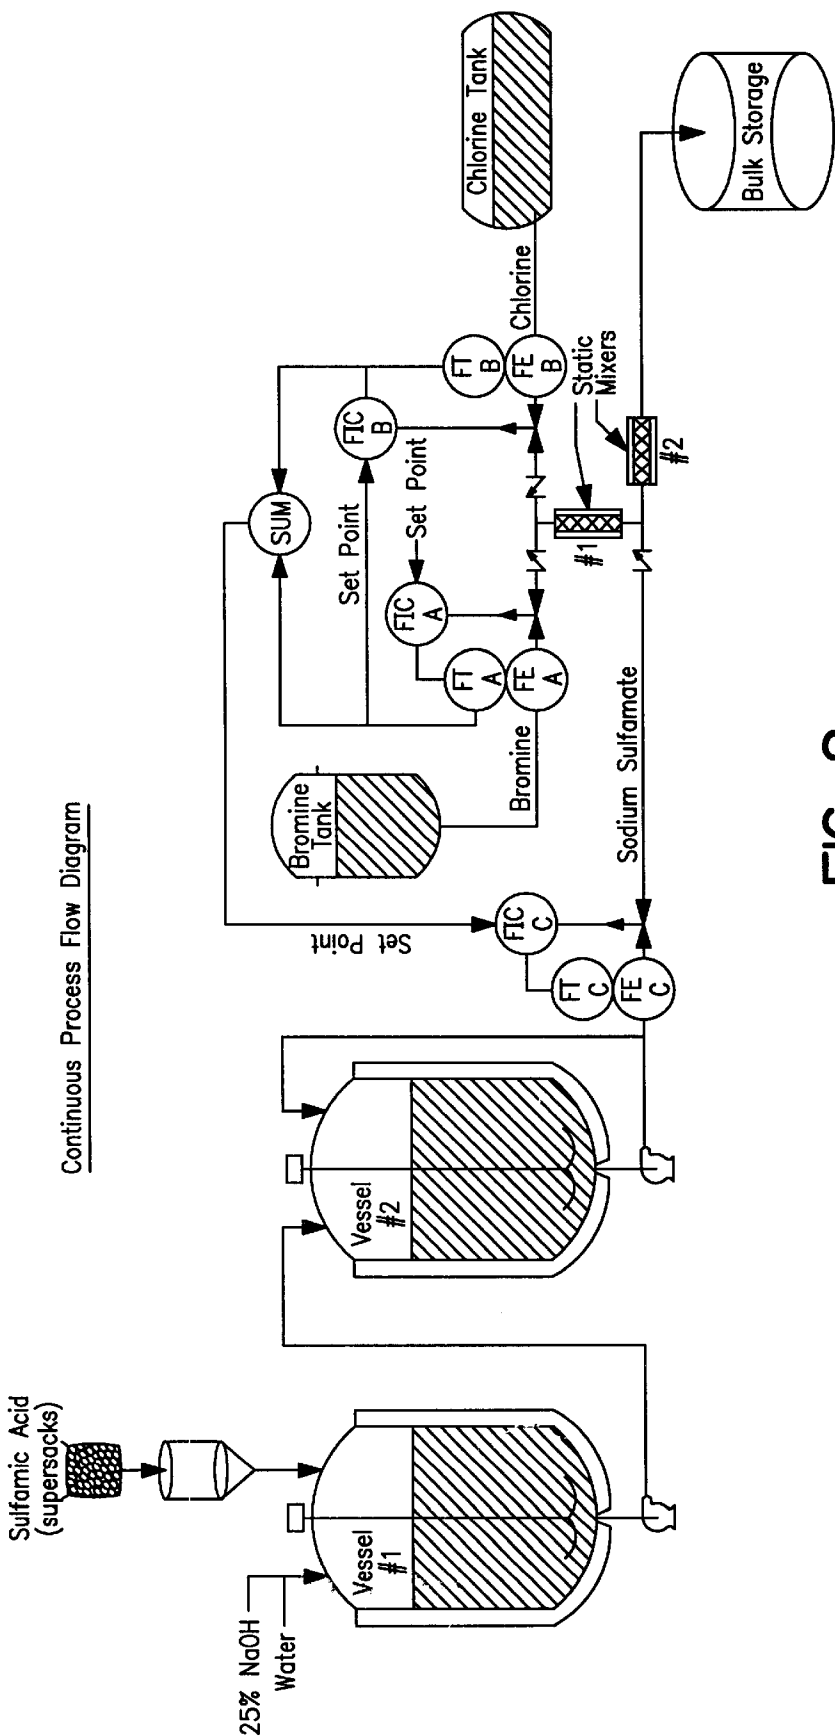 Continuous Process Flow Diagram
Sulfamic Acid
(supersacks)
25% NaOH
Water
Vessel
#1
Vessel
#2
Set Point
FIC
C
FT
C
FE
C
Bromine
Tank
Bromine
Sodium Sulfamate
SUM
Set Point
FIC
A
Set Point
FT
A
FE
A
FIC
B
FT
B
FE
B
Chlorine
Chlorine Tank
#1
Static
Mixers
#2
Bulk Storage